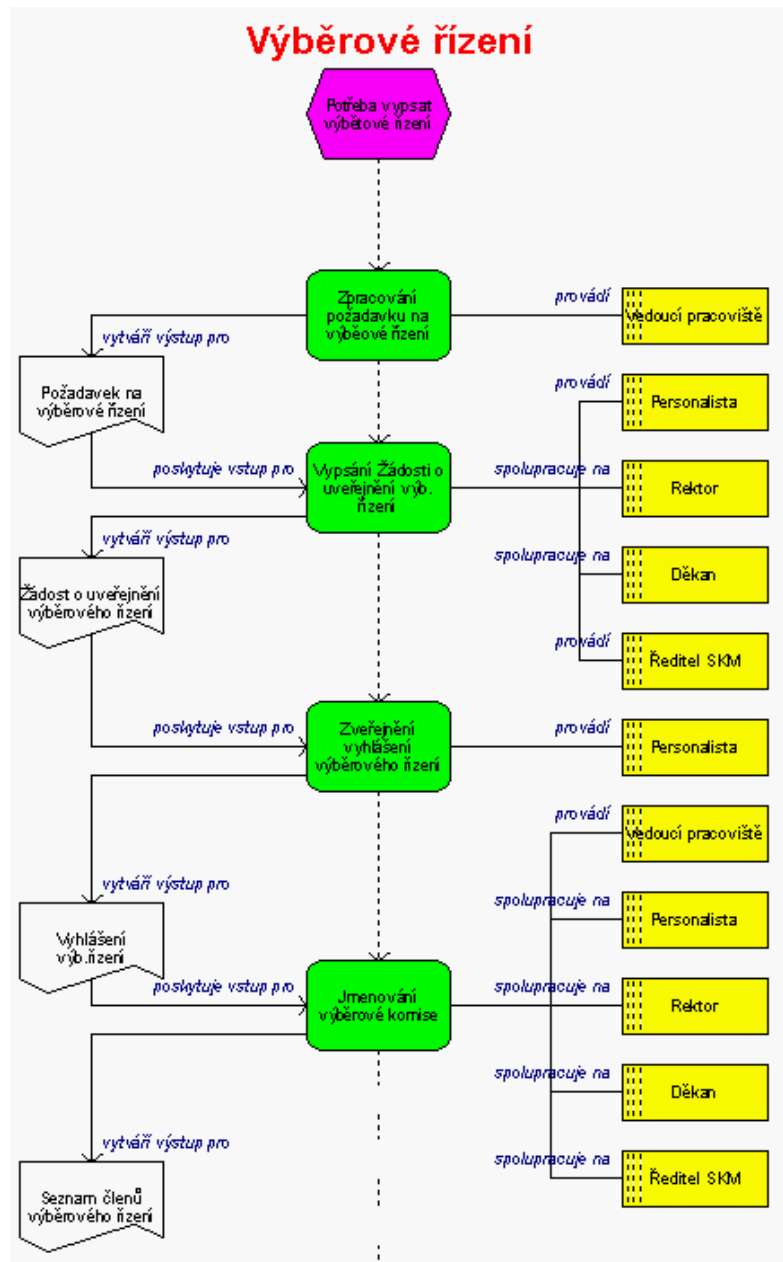 Výběrové řízení
Potřeba vypsat
výbětové řízení
Zpracování
požadavku na
výběové řízení
provádí
Vedoucí pracoviště
vytváří výstup pro
Požadavek na
výběrové řízení
provádí
Personalista
poskytuje vstup pro
Vypsání Žádosti o
uveřejnění výb.
řízení
spolupracuje na
Rektor
vytváří výstup pro
Žádost o uveřejnění
výběrového řízení
spolupracuje na
Děkan
provádí
Ředitel SKM
poskytuje vstup pro
Zveřejnění
vyhlášení
výběrového řízení
provádí
Personalista
provádí
Vedoucí pracoviště
vytváří výstup pro
Vyhlášení
výb.řízení
spolupracuje na
Personalista
poskytuje vstup pro
Jmenování
výběrové komise
spolupracuje na
Rektor
spolupracuje na
Děkan
vytváří výstup pro
Seznam členů
výběrového řízení
spolupracuje na
Ředitel SKM